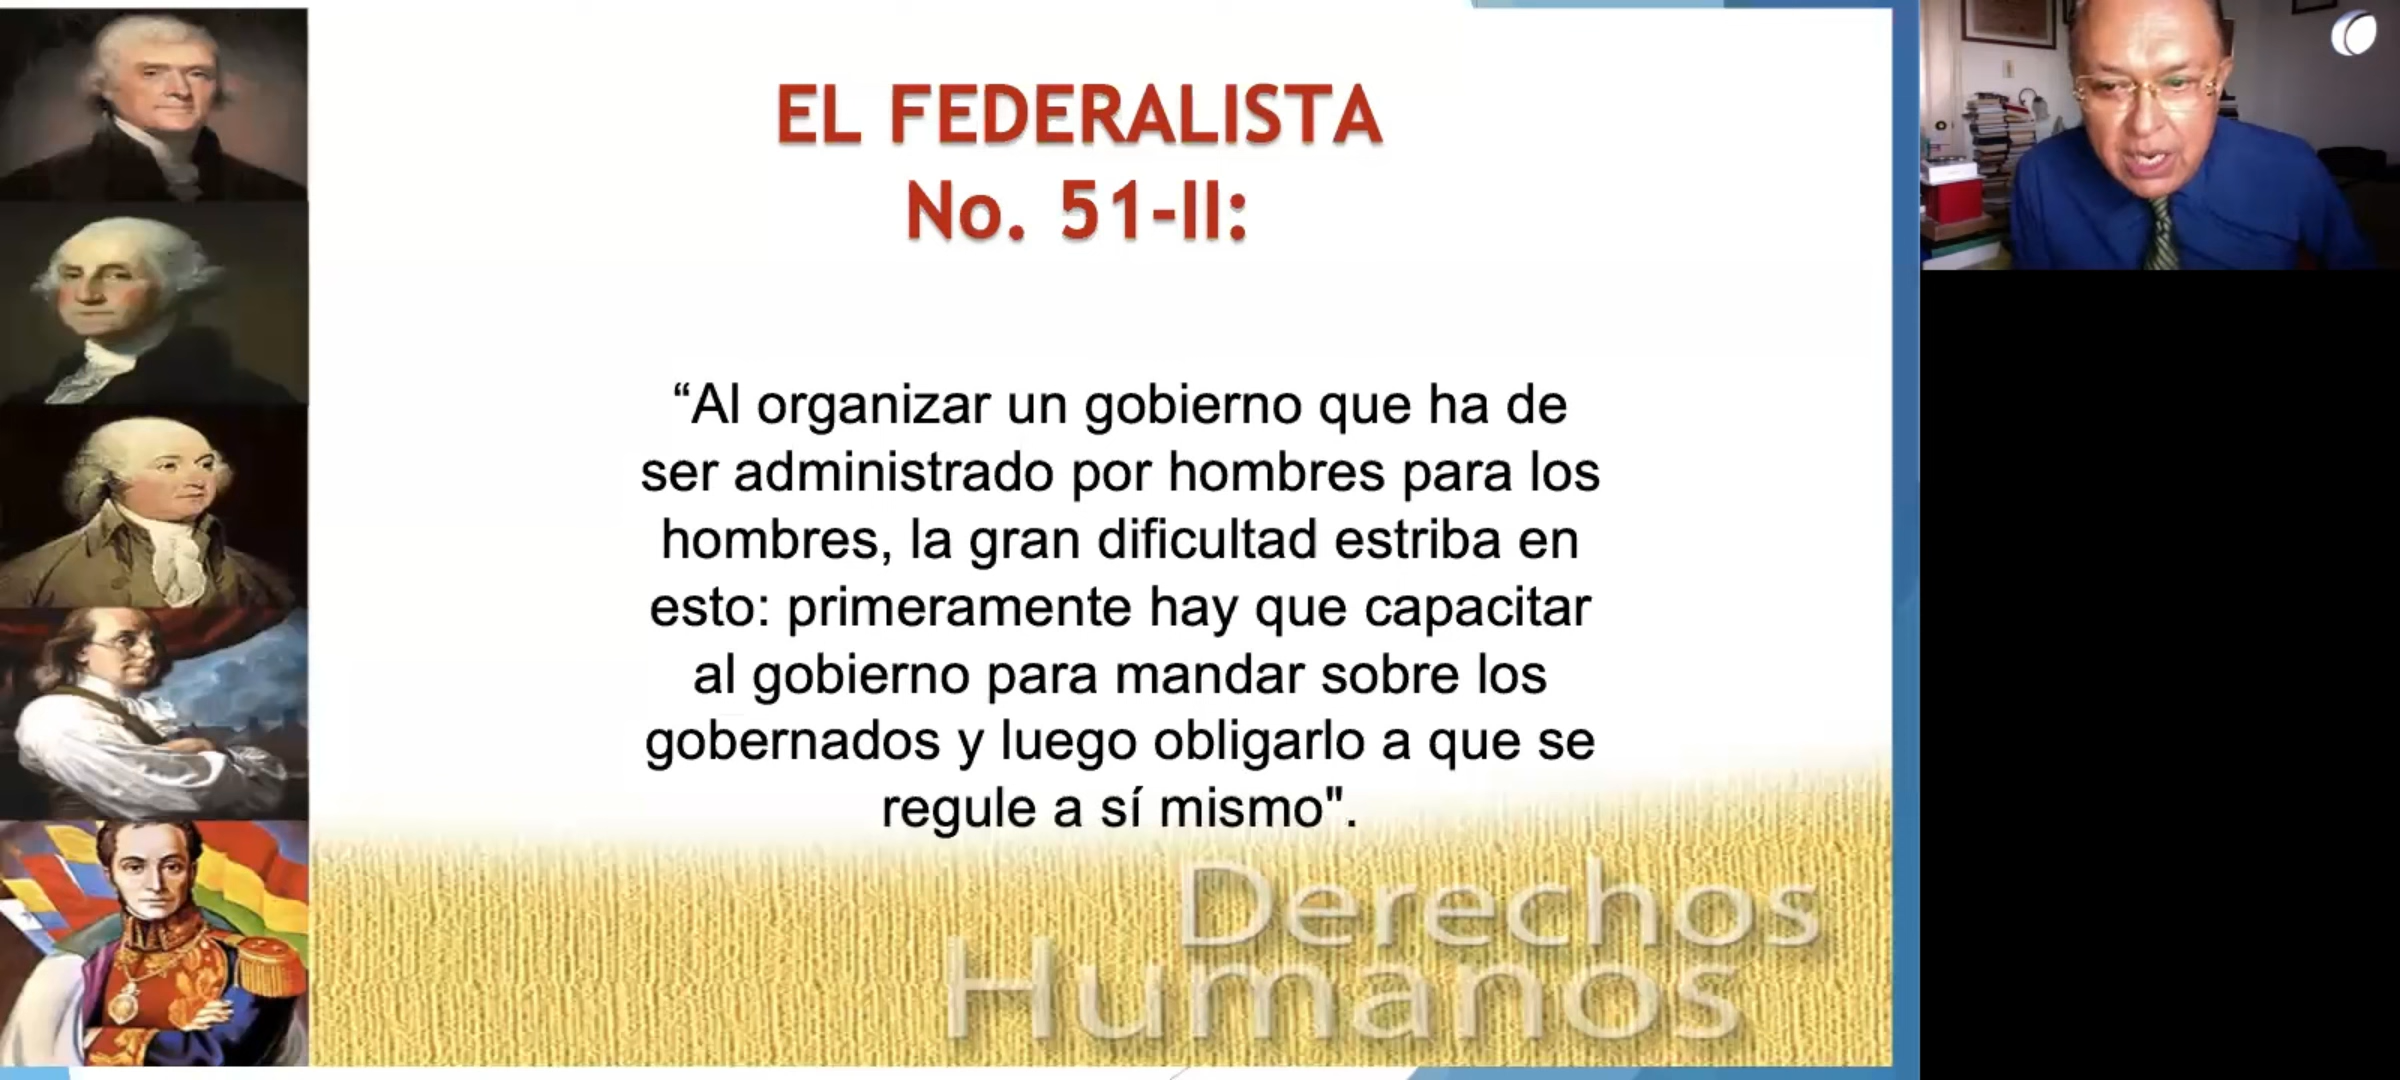 EL FEDERALISTA
No. 51-II:
“Al organizar un gobierno que ha de
ser administrado por hombres para los
hombres, la gran dificultad estriba en
esto: primeramente hay que capacitar
al gobierno para mandar sobre los
gobernados y luego obligarlo a que se
regule a sí mismo".
Derechos
Humanos